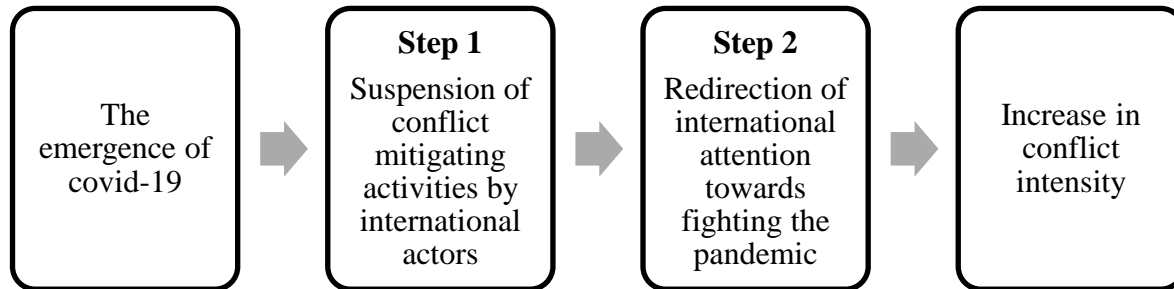 The
emergence of
covid-19
Step 1
Suspension of
conflict
mitigating
activities by
international
actors
Step 2
Redirection of
international
attention
towards
fighting the
pandemic
Increase in
conflict
intensity